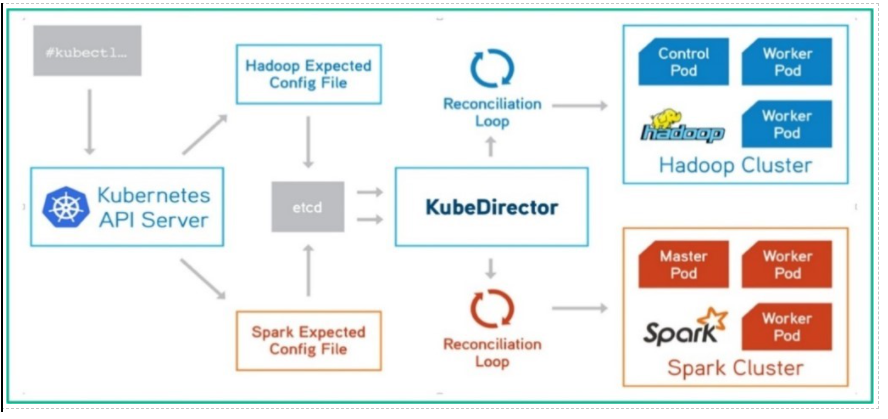 #kubectl…
Hadoop Expected
Config File
Kubernetes
API Server
etcd
Spark Expected
Config File
KubeDirector
Reconciliation
Loop
Reconciliation
Loop
Control
Pod
Worker
Pod
hadoop
Worker
Pod
Hadoop Cluster
Master
Pod
Worker
Pod
Spark
Worker
Pod
Spark Cluster